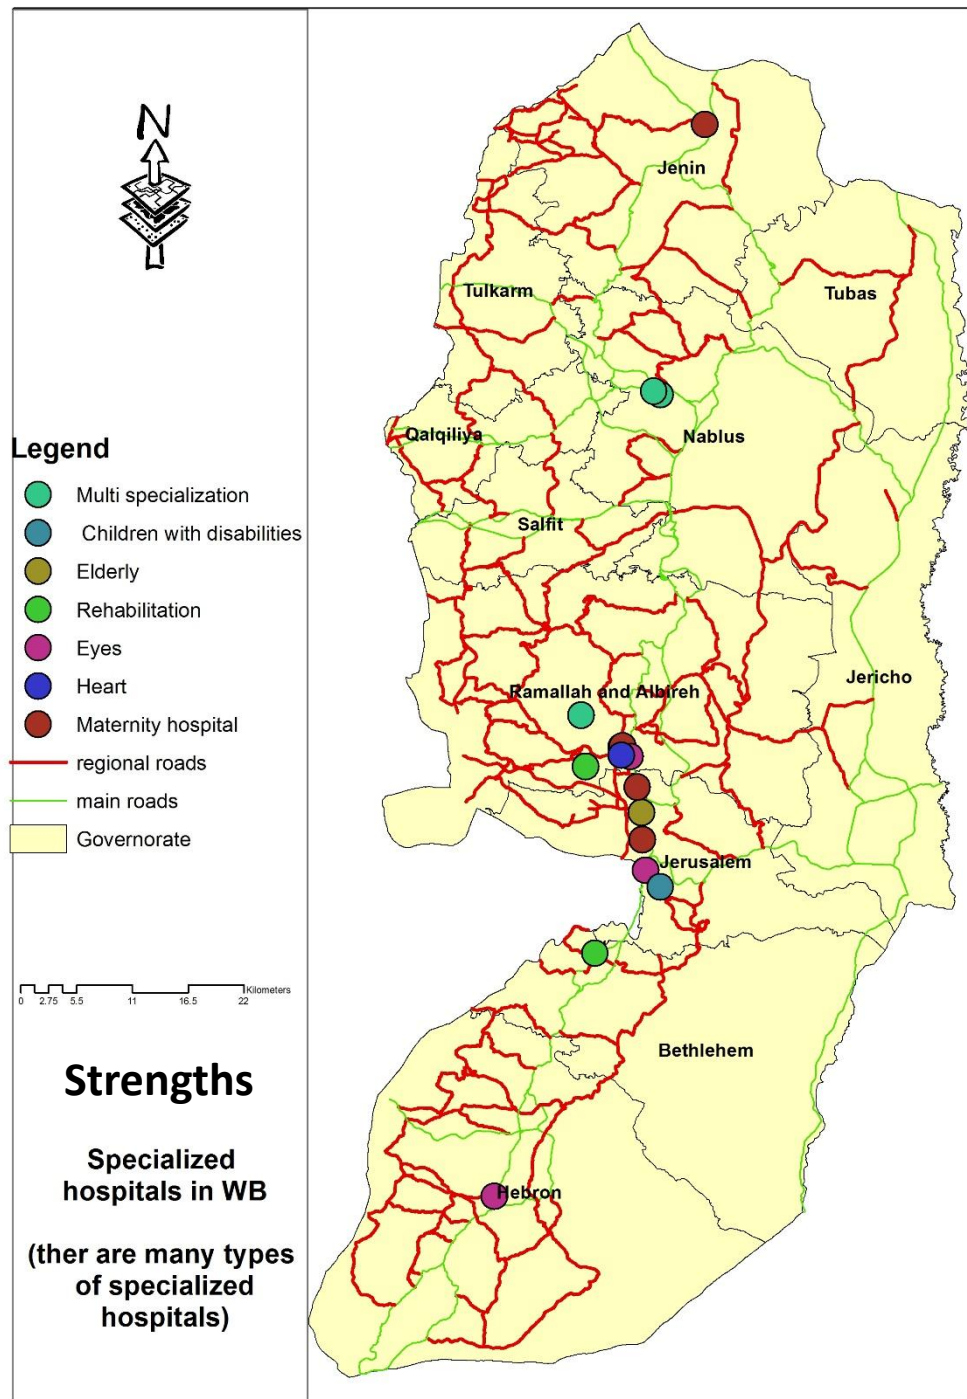 N
Legend
Multi specialization
Children with disabilities
Elderly
Rehabilitation
Eyes
Heart
Maternity hospital
regional roads
main roads
Governorate
Kilometers
0 2.75 5.5 11 16.5 22
Strengths
Specialized
hospitals in WB
(ther are many types
of specialized
hospitals)
Jenin
Tulkarm
Tubas
Qalqiliya
Nablus
Salfit
Ramallah and Albireh
Jericho
Jerusalem
Bethlehem
Hebron